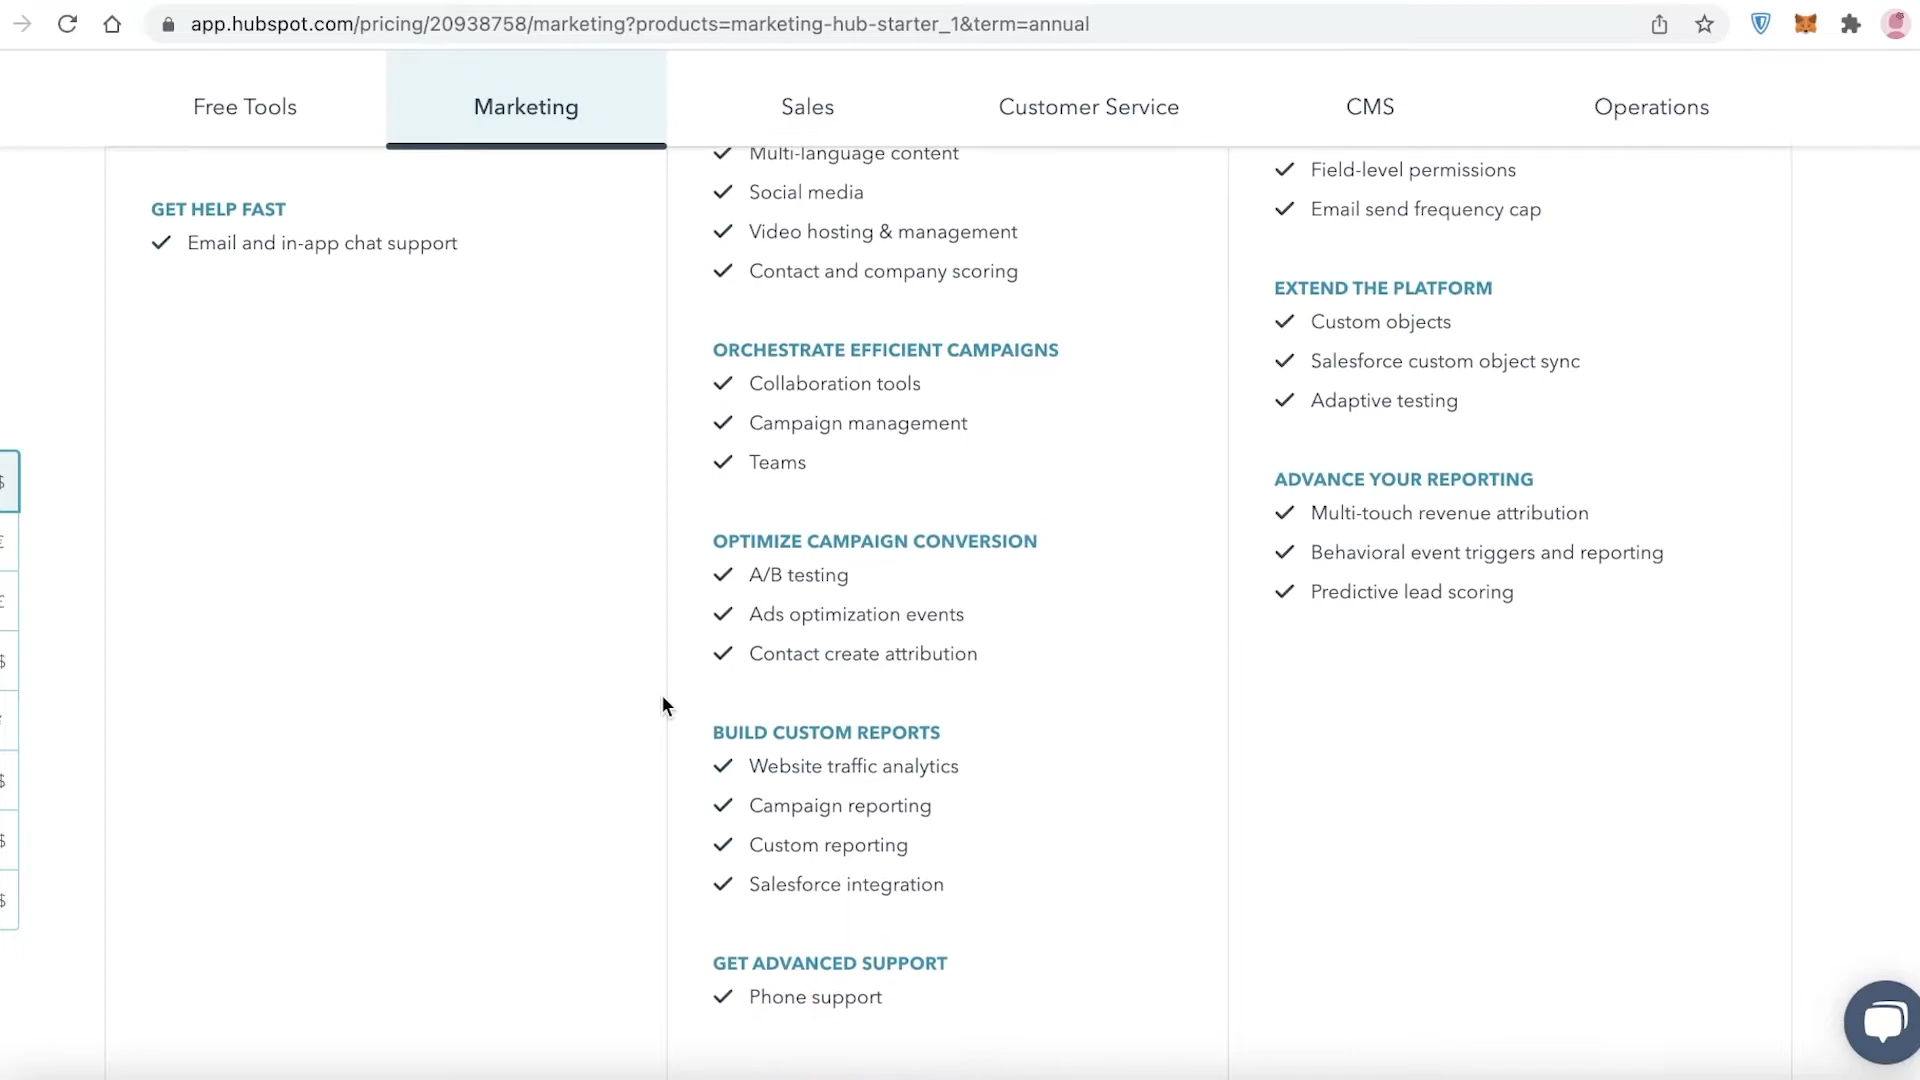 app.hubspot.com/pricing/20938758/marketing?products=marketing-hub-starter_1&term=annual
Free Tools
Marketing
Sales
Customer Service
CMS
Operations
GET HELP FAST
Email and in-app chat support
Multi-language content
Social media
Video hosting & management
Contact and company scoring
ORCHESTRATE EFFICIENT CAMPAIGNS
Collaboration tools
Campaign management
Teams
OPTIMIZE CAMPAIGN CONVERSION
A/B testing
Ads optimization events
Contact create attribution
BUILD CUSTOM REPORTS
Website traffic analytics
Campaign reporting
Custom reporting
Salesforce integration
GET ADVANCED SUPPORT
Phone support
Field-level permissions
Email send frequency cap
EXTEND THE PLATFORM
Custom objects
Salesforce custom object sync
Adaptive testing
ADVANCE YOUR REPORTING
Multi-touch revenue attribution
Behavioral event triggers and reporting
Predictive lead scoring